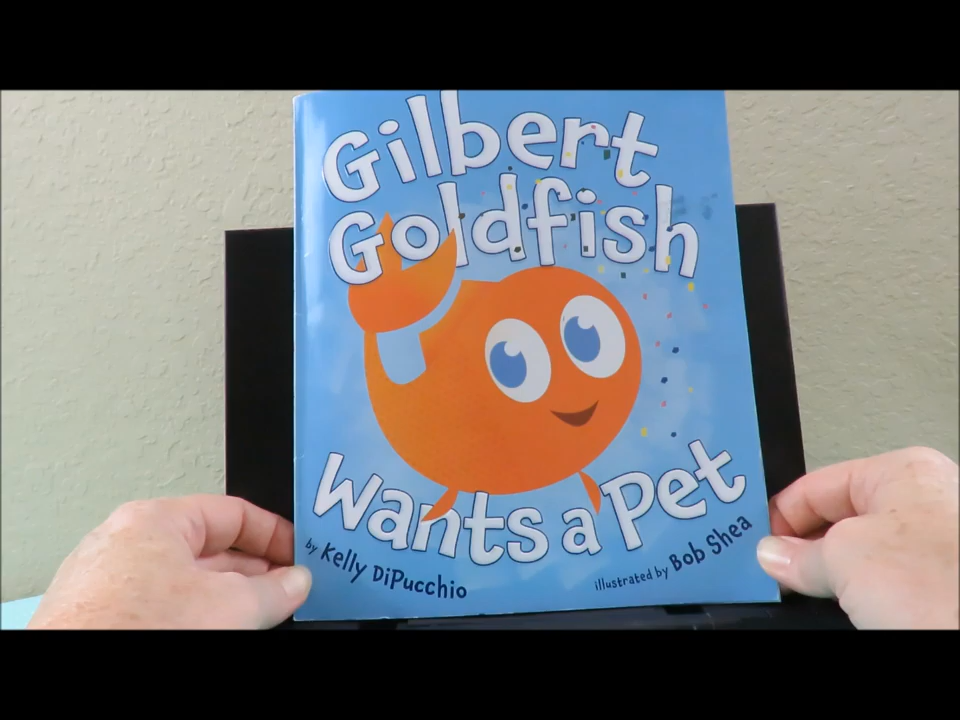 Gilbert
Goldfish
Wants a Pet
by Kelly DiPucchio
illustrated by Bob Shea